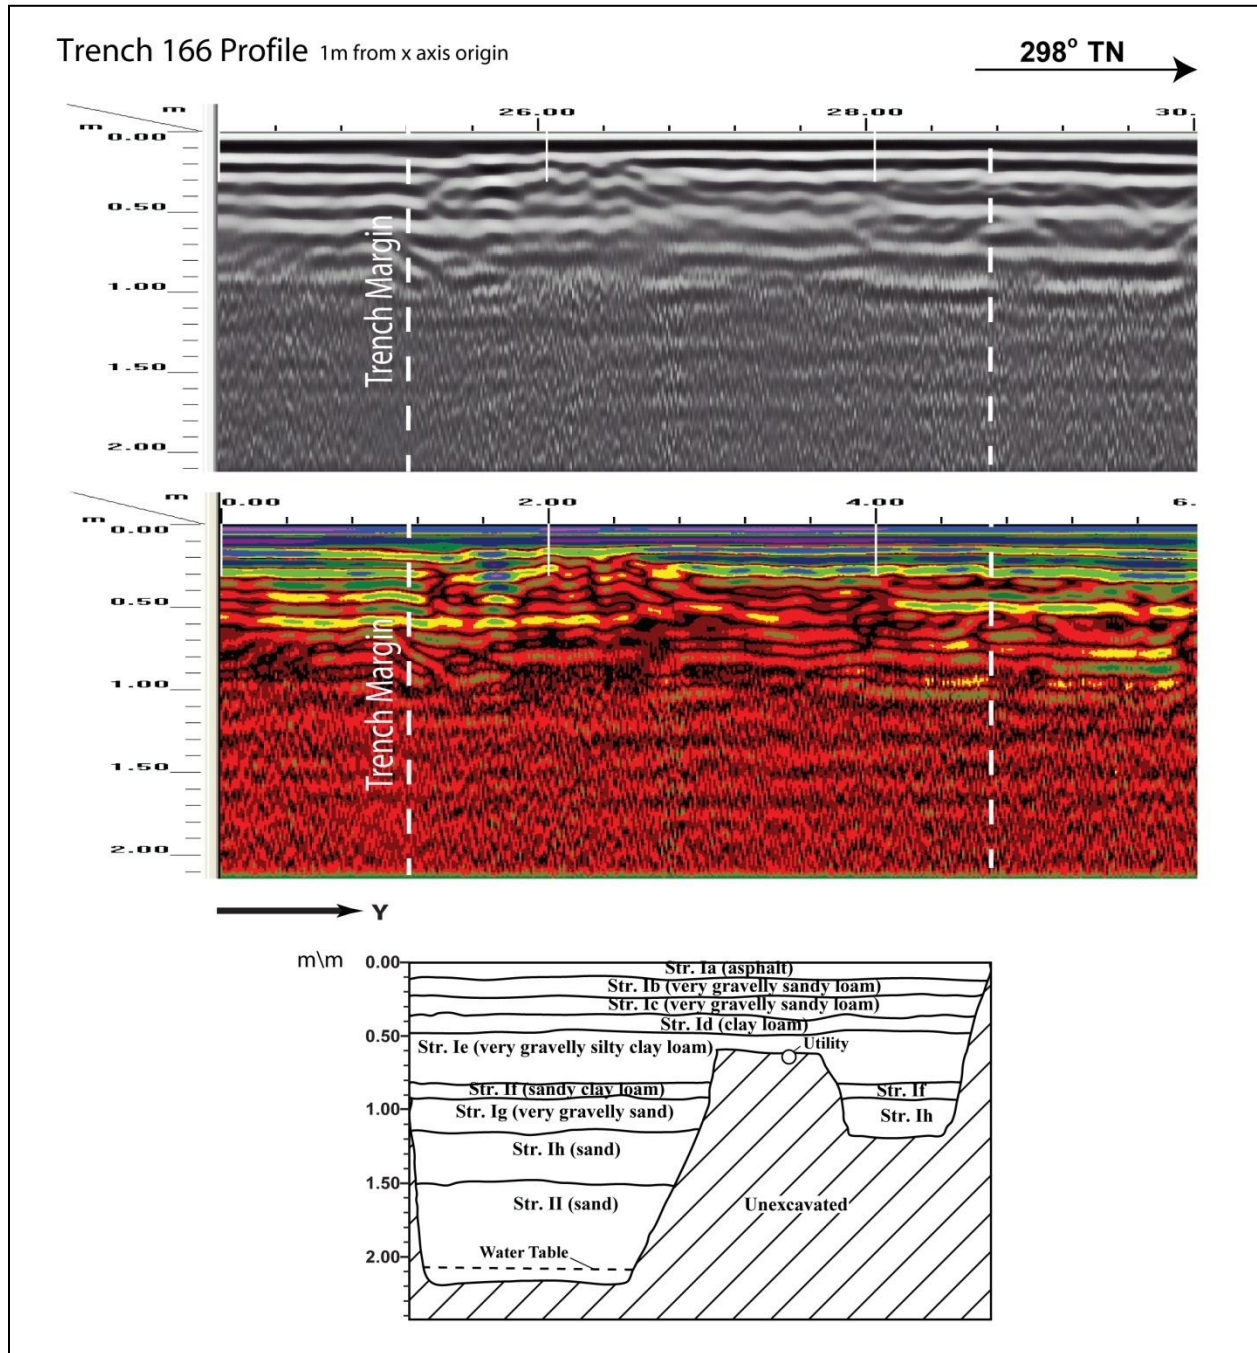 Trench 166 Profile 1m from x axis origin
298° TN
m 26.00 28.00 30.
m
0.00
0.50
1.00
1.50
2.00
Trench Margin
m 0.00 2.00 4.00 6.
m
0.00
0.50
1.00
1.50
2.00
Trench Margin
Y
m\m
0.00
Str. Ia (asphalt)
Str. Ib (very gravelly sandy loam)
Str. Ic (very gravelly sandy loam)
Str. Id (clay loam)
0.50
Utility
Str. Ie (very gravelly silty clay loam)
Str. If (sandy clay loam)
Str. If
1.00
Str. Ig (very gravelly sand)
Str. Ih
Str. Ih (sand)
1.50
Str. II (sand)
Unexcavated
Water Table
2.00